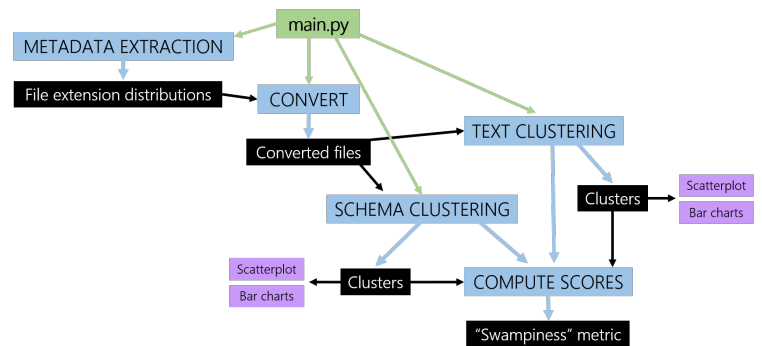 main.py
METADATA EXTRACTION
File extension distributions
CONVERT
TEXT CLUSTERING
Converted files
Scatterplot
Clusters
Bar charts
SCHEMA CLUSTERING
Scatterplot
Clusters
COMPUTE SCORES
Bar charts
“Swampiness” metric